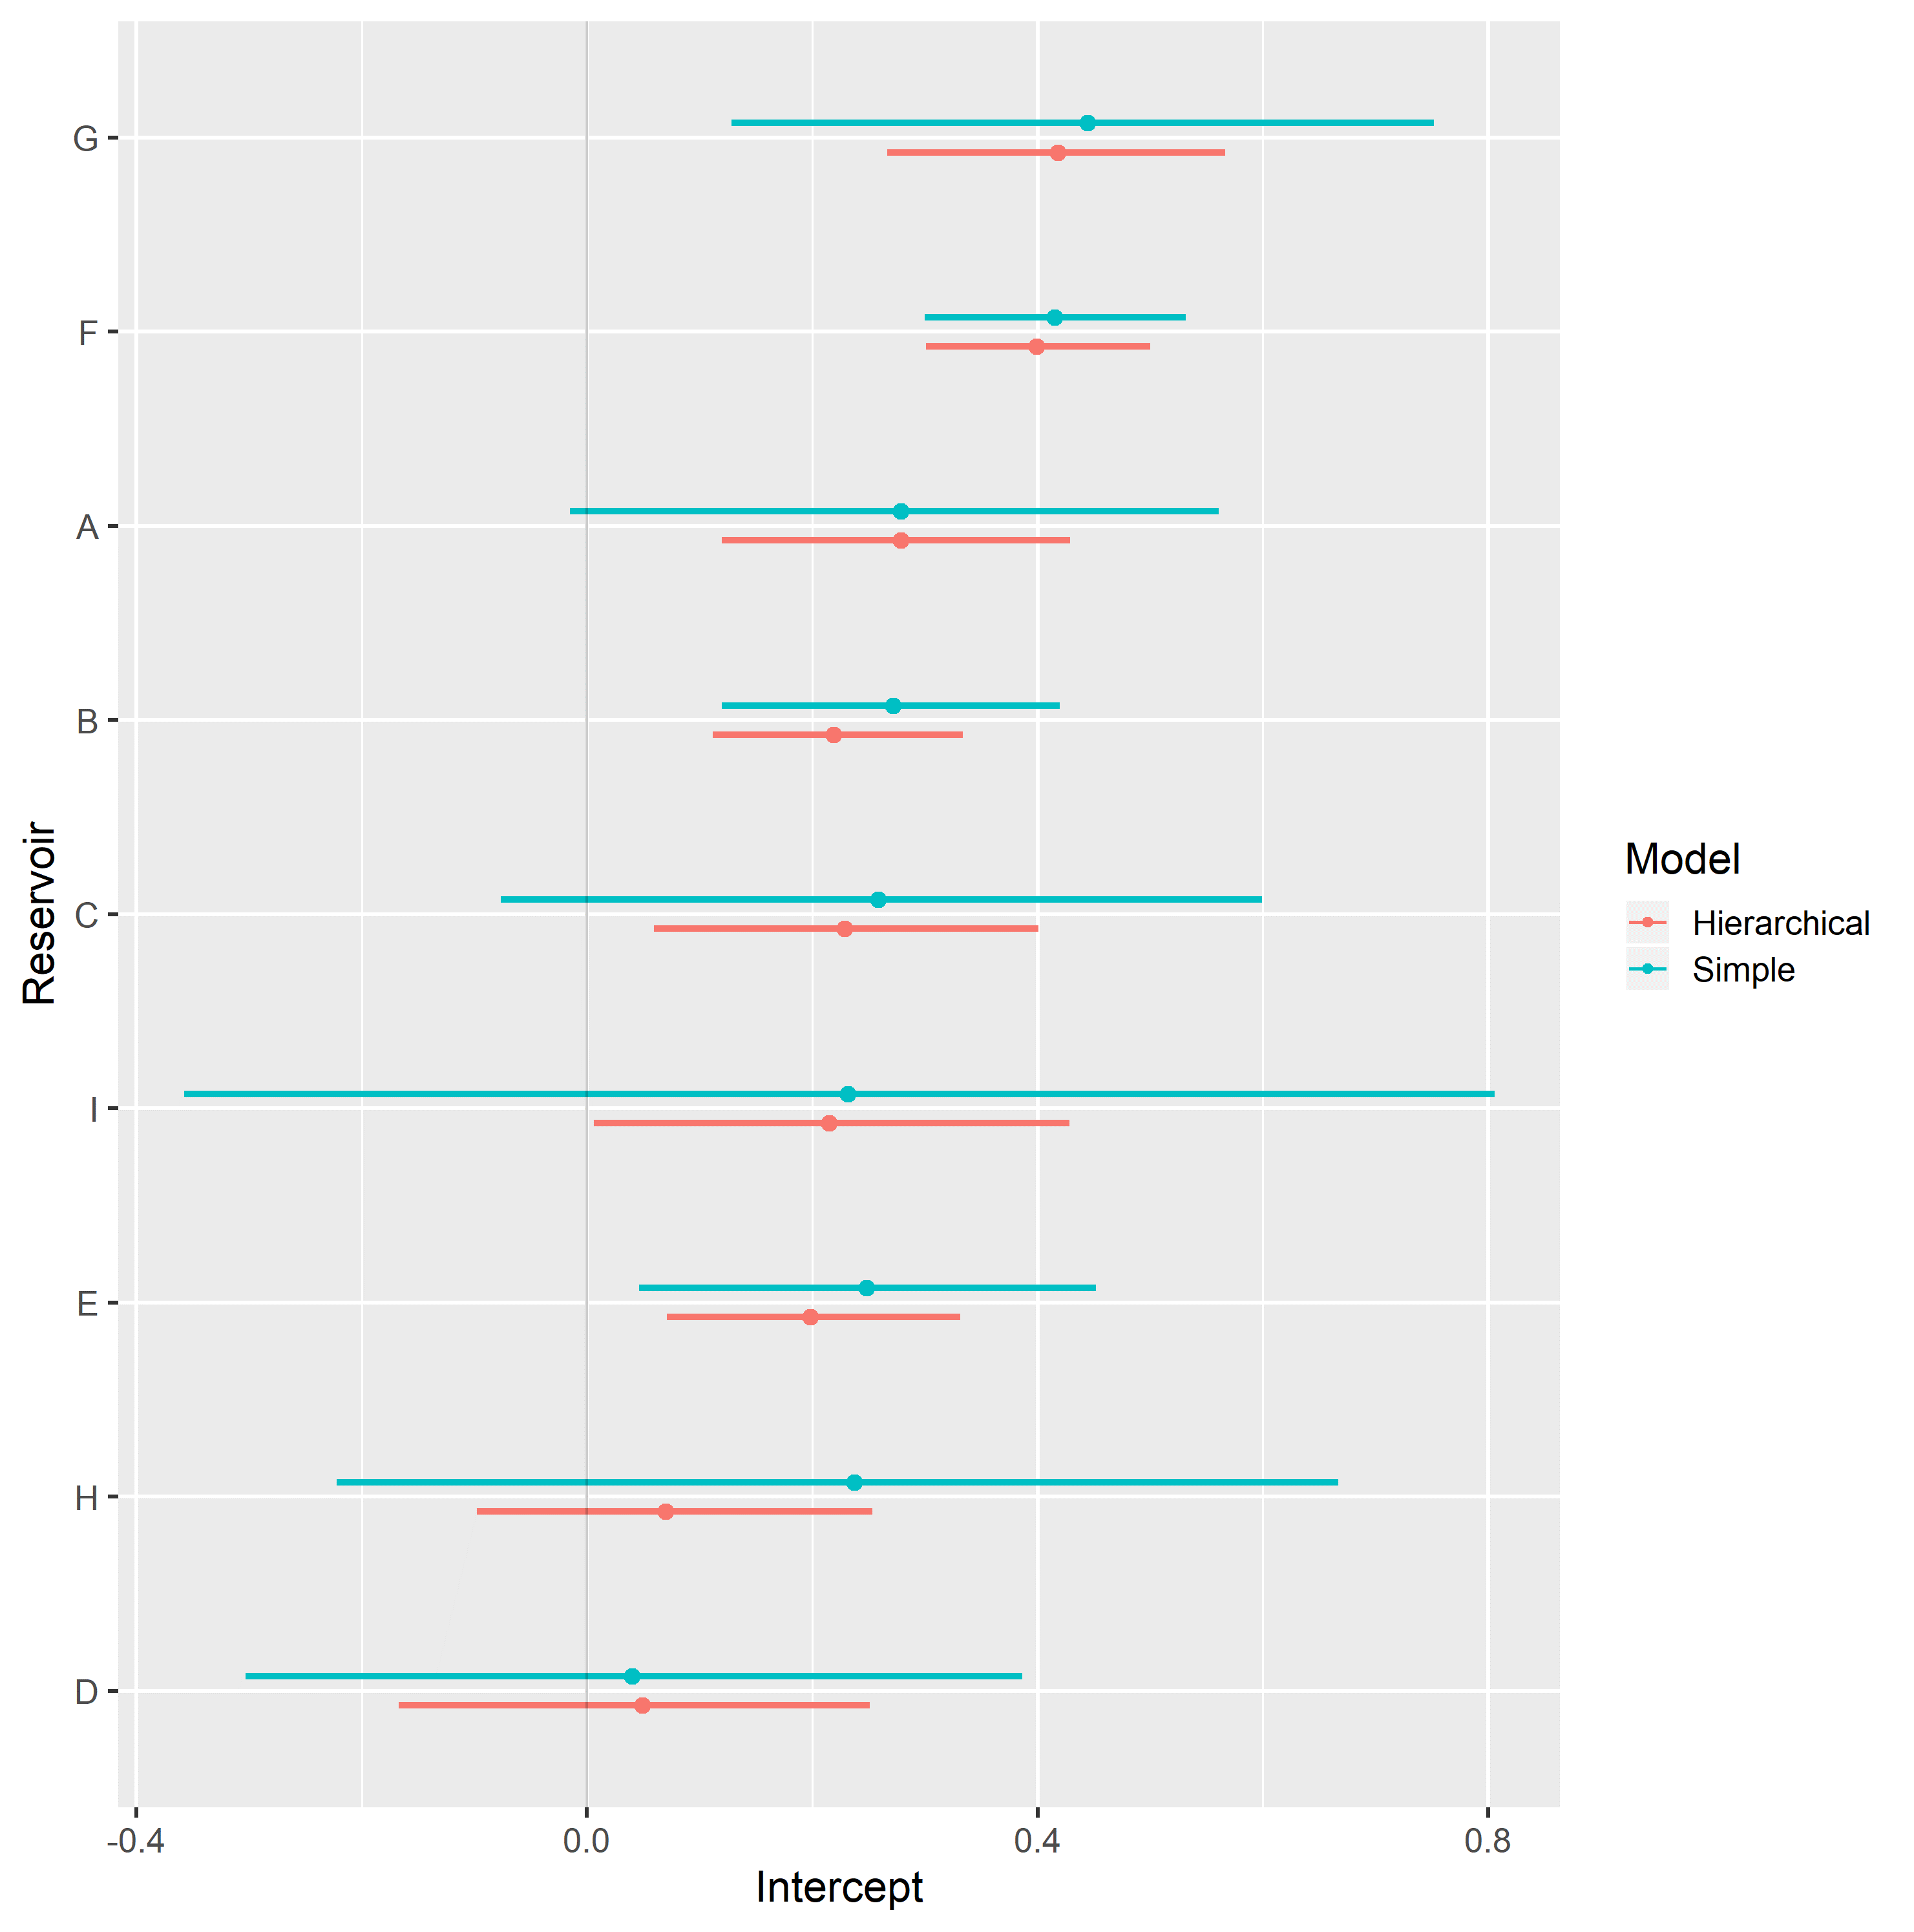 Reservoir
G
F
A
B
C
I
E
H
D
-0.4
0.0
0.4
0.8
Intercept
Model
Hierarchical
Simple